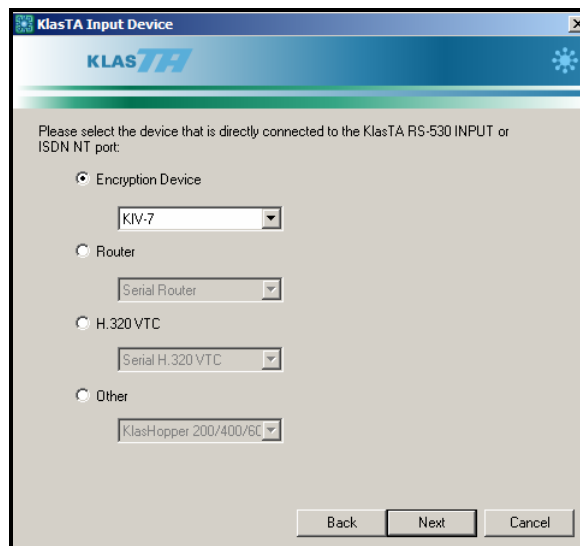 KlasTA Input Device
KLAS TA
Please select the device that is directly connected to the KlasTA RS-530 INPUT or
ISDN NT port:
Encryption Device
KIV-7
Router
Serial Router
H.320 VTC
Serial H.320 VTC
Other
KlasHopper 200/400/60
Back Next Cancel